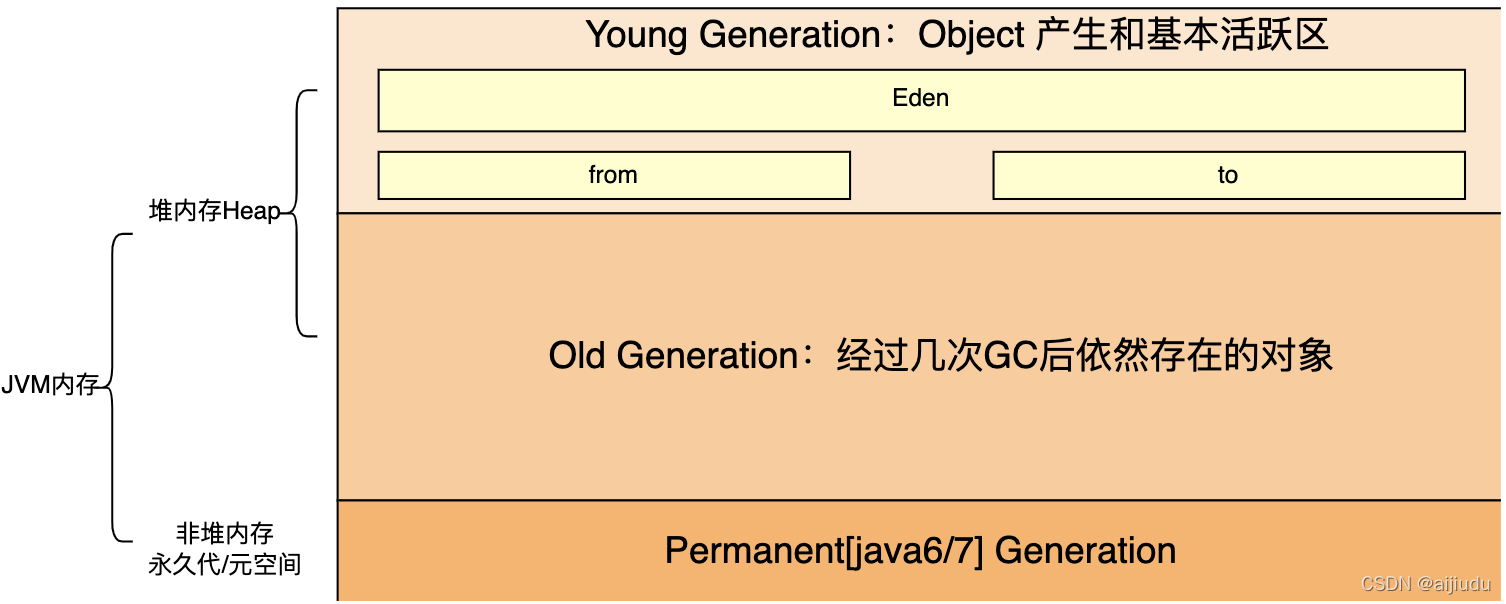 Young Generation：Object 产生和基本活跃区
Eden
from
to
堆内存Heap
Old Generation：经过几次GC后依然存在的对象
JVM内存
非堆内存
永久代/元空间
Permanent[java6/7] Generation
CSDN @aijiudu